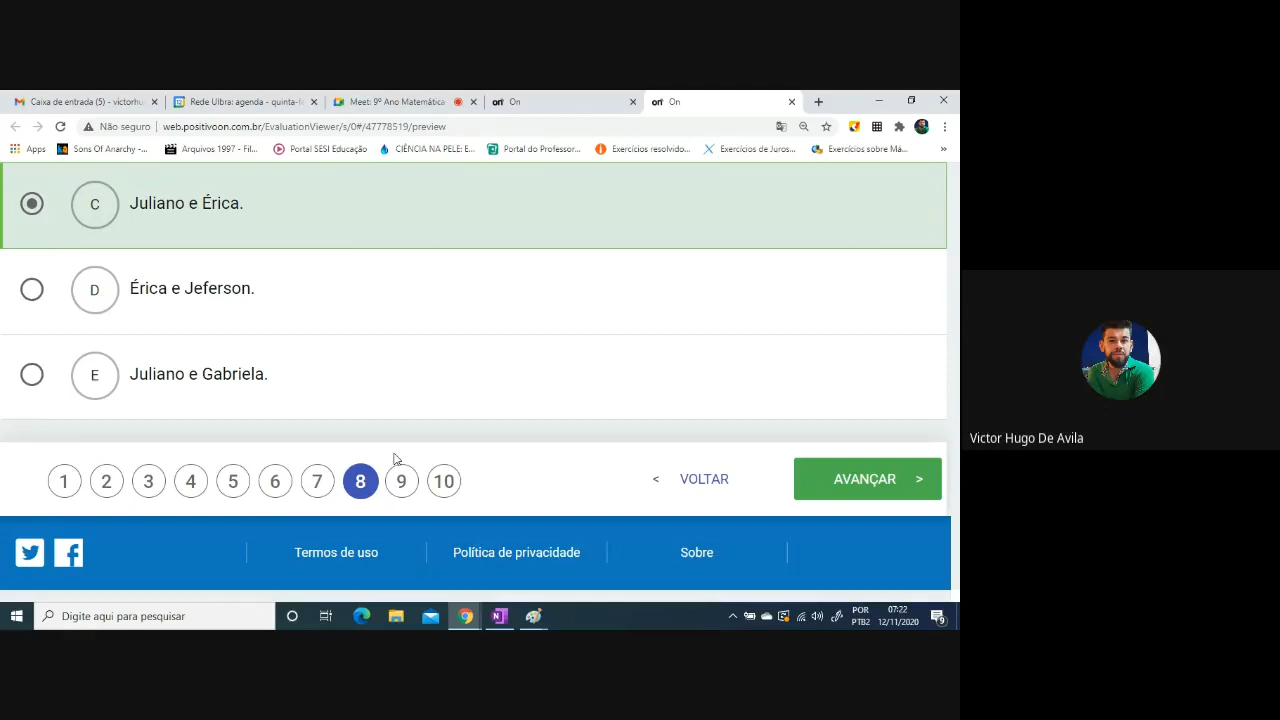 Caixa de entrada (5) - victorhu
Rede Ulbra: agenda - quinta-fe
Meet: 9º Ano Matemática
On
On
Não seguro
web.positivoon.com.br/EvaluationViewer/s/0#/47778519/preview
Apps
Sons Of Anarchy -...
Arquivos 1997 - Fil...
Portal SESI Educação
CIÊNCIA NA PELE: E...
Portal do Professor...
Exercícios resolvido...
Exercícios de Juros...
Exercícios sobre Má...
C
Juliano e Érica.
D
Érica e Jeferson.
E
Juliano e Gabriela.
1 2 3 4 5 6 7 8 9 10
< VOLTAR
AVANÇAR >
Termos de uso
Política de privacidade
Sobre
Digite aqui para pesquisar
POR
PTB2
07:22
12/11/2020
9
Victor Hugo De Avila